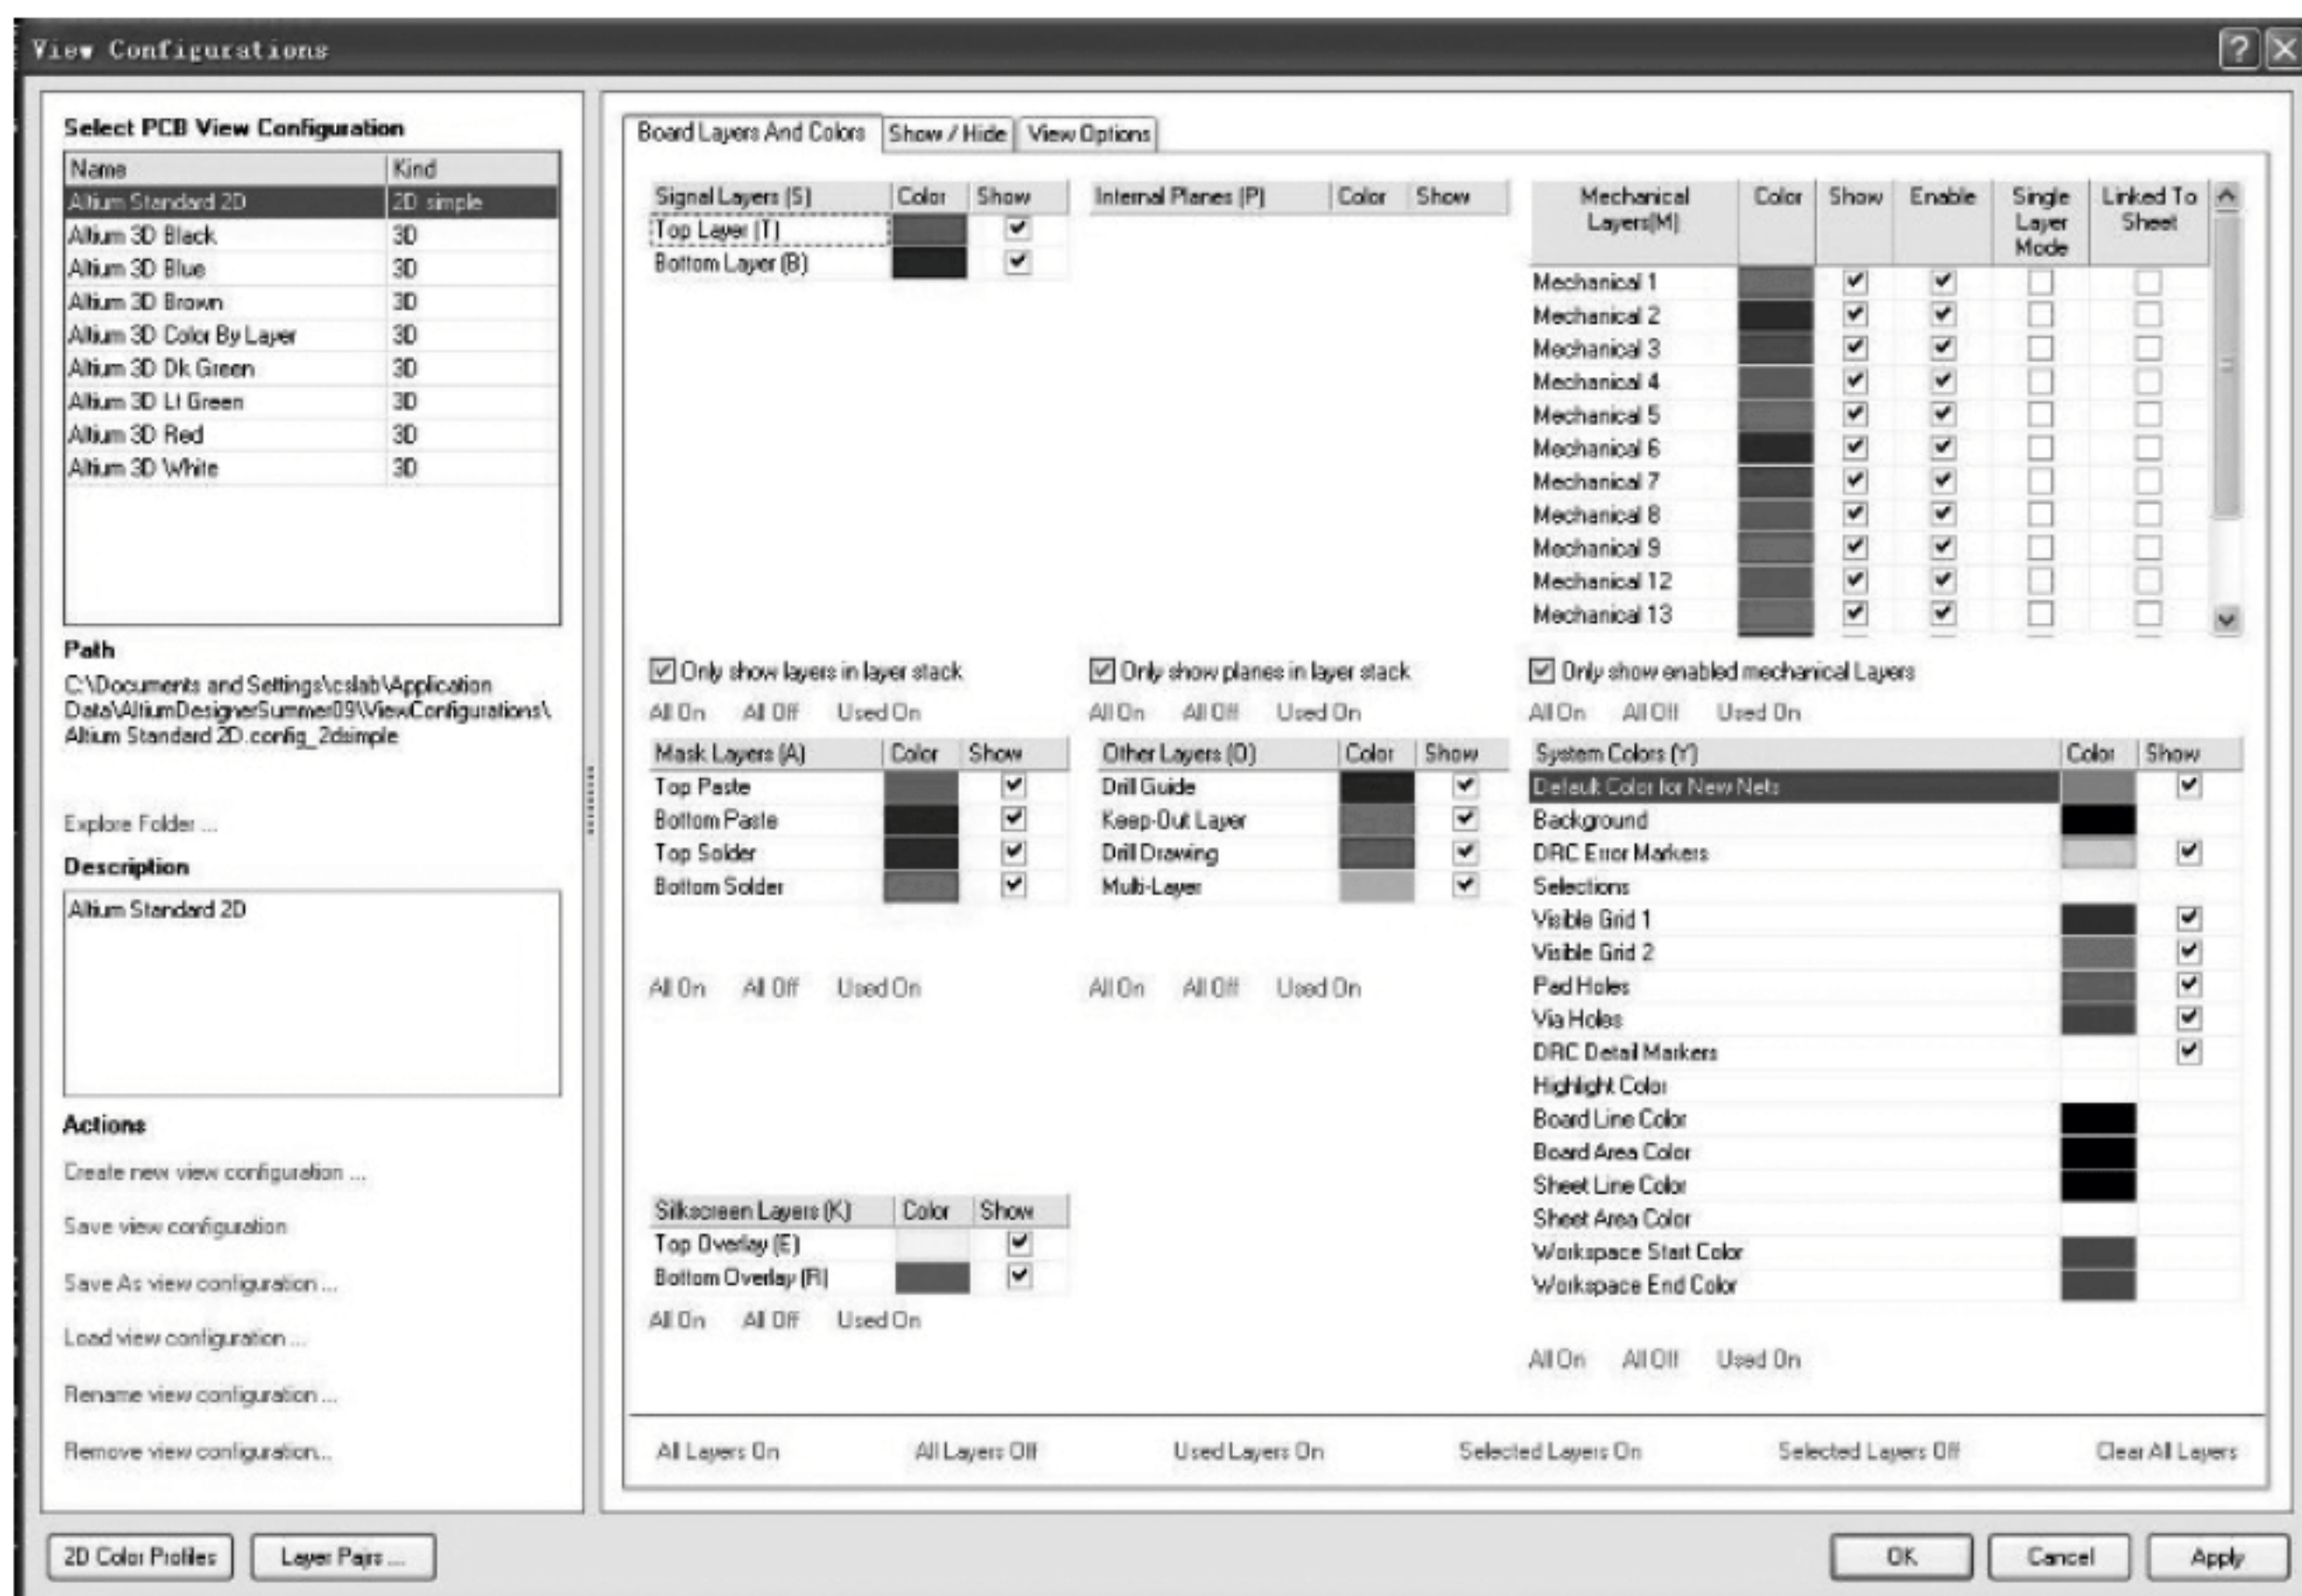 View Configurations
Select PCB View Configuration
Name Kind
Altium Standard 2D 2D simple
Altium 3D Black 3D
Altium 3D Blue 3D
Altium 3D Brown 3D
Altium 3D Color By Layer 3D
Altium 3D Dk Green 3D
Altium 3D Lt Green 3D
Altium 3D Red 3D
Altium 3D White 3D
Path
C:\Documents and Settings\cslab\Application
Data\AltiumDesignerSummer09\ViewConfigurations\
Altium Standard 2D.config_2dsimple
Explore Folder ...
Description
Altium Standard 2D
Actions
Create new view configuration ...
Save view configuration
Save As view configuration ...
Load view configuration ...
Rename view configuration ...
Remove view configuration...
Board Layers And Colors Show / Hide View Options
Signal Layers (S) Color Show
Top Layer (T)
Bottom Layer (B)
Only show layers in layer stack
All On All Off Used On
Internal Planes (P) Color Show
Only show planes in layer stack
All On All Off Used On
Mechanical Layers(M) Color Show Enable Single Layer Mode Linked To Sheet
Mechanical 1
Mechanical 2
Mechanical 3
Mechanical 4
Mechanical 5
Mechanical 6
Mechanical 7
Mechanical 8
Mechanical 9
Mechanical 12
Mechanical 13
Only show enabled mechanical Layers
All On All Off Used On
Mask Layers (A) Color Show
Top Paste
Bottom Paste
Top Solder
Bottom Solder
All On All Off Used On
Other Layers (O) Color Show
Drill Guide
Keep-Out Layer
Drill Drawing
Multi-Layer
All On All Off Used On
System Colors (Y) Color Show
Default Color for New Nets
Background
DRC Error Markers
Selections
Visible Grid 1
Visible Grid 2
Pad Holes
Via Holes
DRC Detail Markers
Highlight Color
Board Line Color
Board Area Color
Sheet Line Color
Sheet Area Color
Workspace Start Color
Workspace End Color
All On All Off Used On
Silkscreen Layers (K) Color Show
Top Overlay (E)
Bottom Overlay (R)
All On All Off Used On
All Layers On All Layers Off Used Layers On Selected Layers On Selected Layers Off Clear All Layers
2D Color Profiles Layer Pairs ... OK Cancel Apply